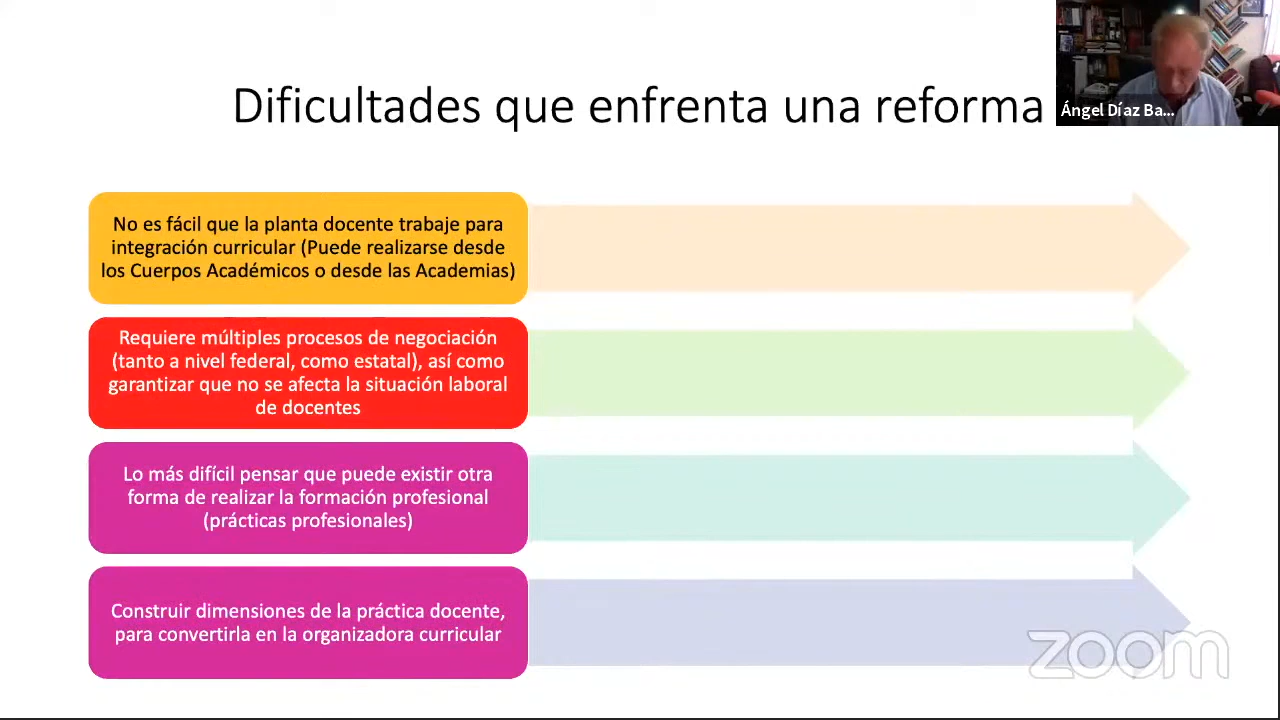 Dificultades que enfrenta una reforma
Ángel Díaz Ba...
No es fácil que la planta docente trabaje para
integración curricular (Puede realizarse desde
los Cuerpos Académicos o desde las Academias)
Requiere múltiples procesos de negociación
(tanto a nivel federal, como estatal), así como
garantizar que no se afecta la situación laboral
de docentes
Lo más difícil pensar que puede existir otra
forma de realizar la formación profesional
(prácticas profesionales)
Construir dimensiones de la práctica docente,
para convertirla en la organizadora curricular
zoom